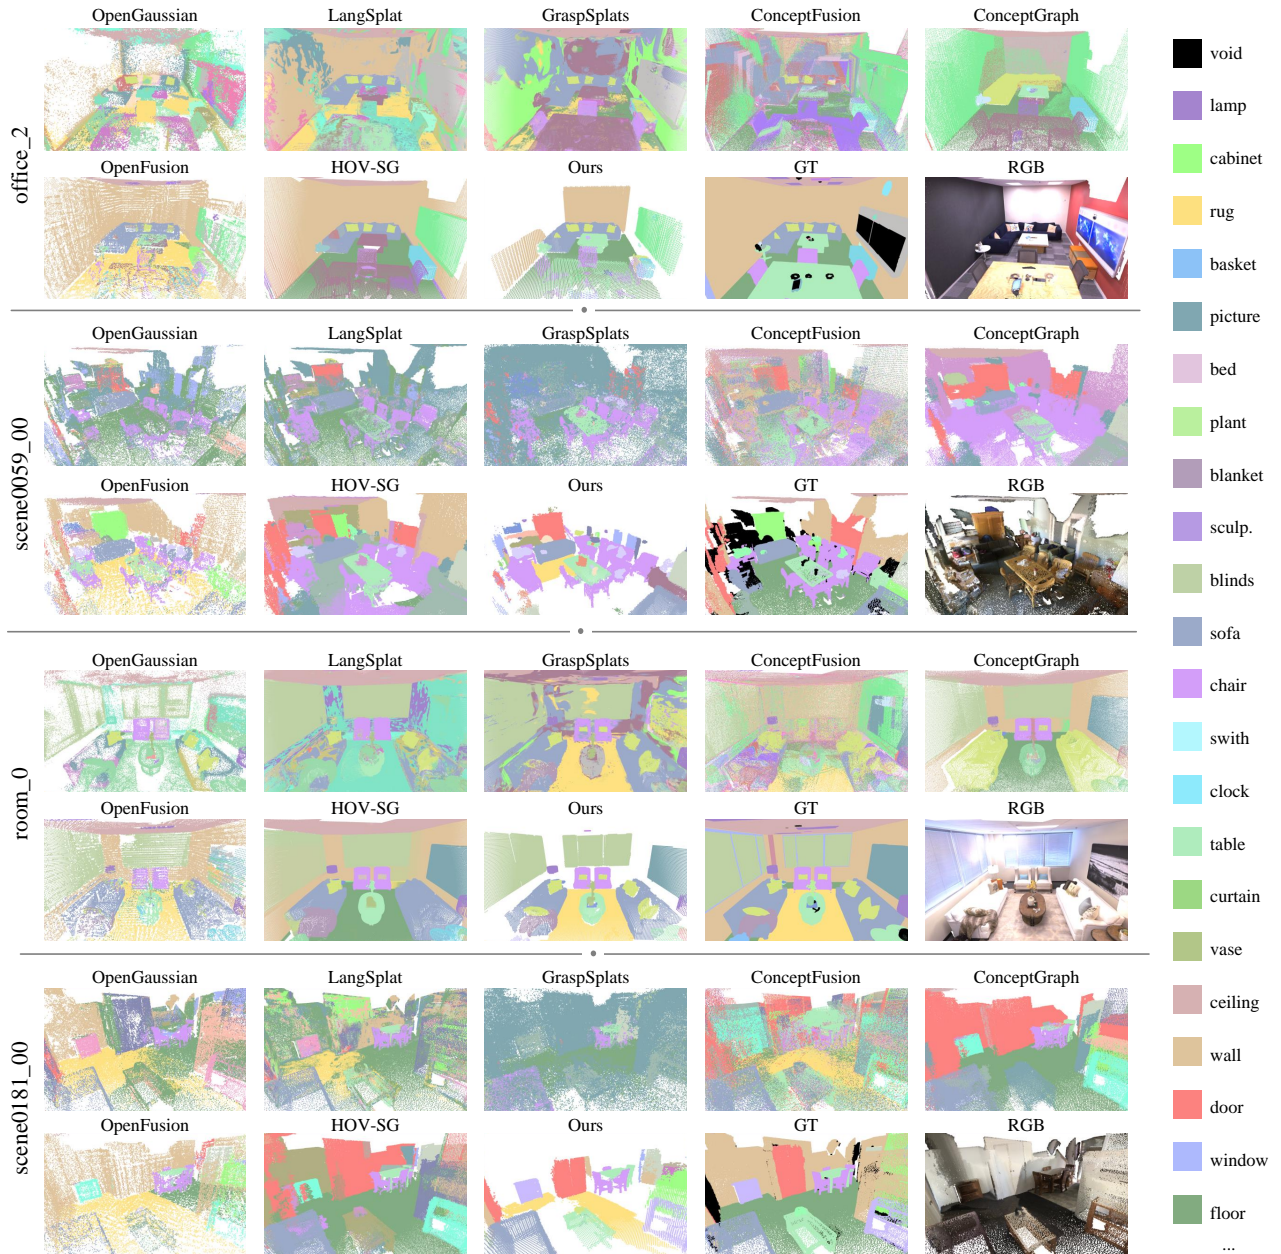 OpenGaussian LangSplat GraspSplats ConceptFusion ConceptGraph
office_2
OpenFusion HOV-SG Ours GT RGB
OpenGaussian LangSplat GraspSplats ConceptFusion ConceptGraph
scene0059_00
OpenFusion HOV-SG Ours GT RGB
OpenGaussian LangSplat GraspSplats ConceptFusion ConceptGraph
room_0
OpenFusion HOV-SG Ours GT RGB
OpenGaussian LangSplat GraspSplats ConceptFusion ConceptGraph
scene0181_00
OpenFusion HOV-SG Ours GT RGB
void
lamp
cabinet
rug
basket
picture
bed
plant
blanket
sculp.
blinds
sofa
chair
swith
clock
table
curtain
vase
ceiling
wall
door
window
floor
...